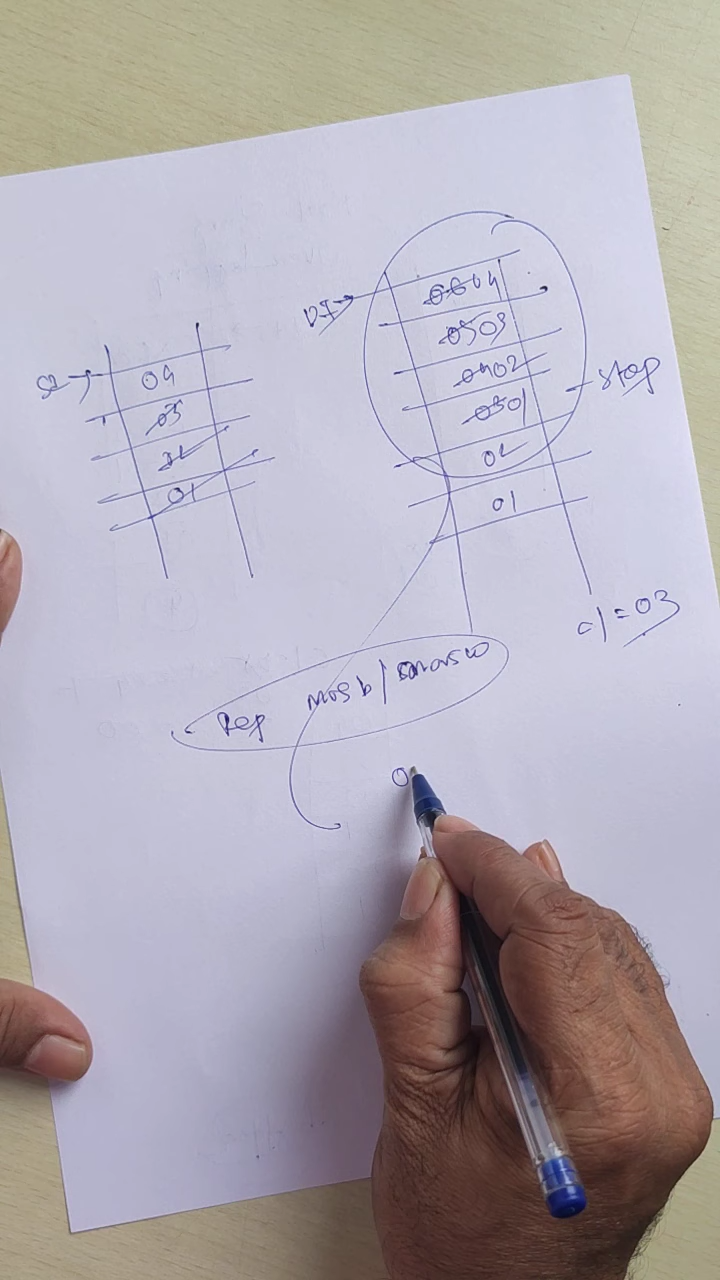 SI → 04
03
02
01
DI → 0604
0503
0402
0301
02
01
stop
cl = 03
Rep movsb / movsw
0